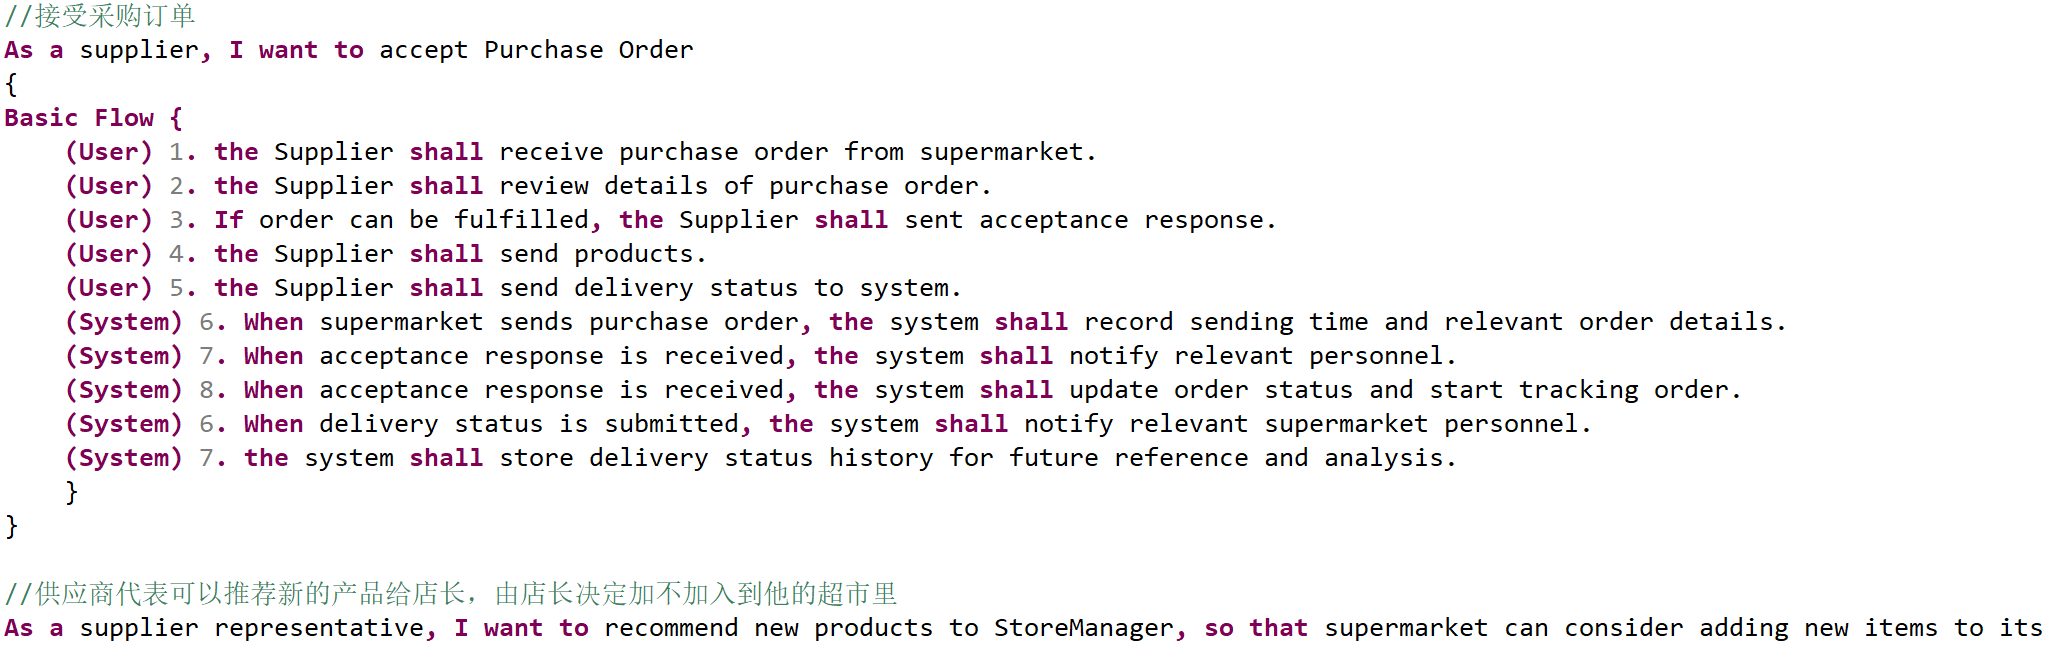 //接受采购订单
As a supplier, I want to accept Purchase Order
{
Basic Flow {
(User) 1. the Supplier shall receive purchase order from supermarket.
(User) 2. the Supplier shall review details of purchase order.
(User) 3. If order can be fulfilled, the Supplier shall sent acceptance response.
(User) 4. the Supplier shall send products.
(User) 5. the Supplier shall send delivery status to system.
(System) 6. When supermarket sends purchase order, the system shall record sending time and relevant order details.
(System) 7. When acceptance response is received, the system shall notify relevant personnel.
(System) 8. When acceptance response is received, the system shall update order status and start tracking order.
(System) 6. When delivery status is submitted, the system shall notify relevant supermarket personnel.
(System) 7. the system shall store delivery status history for future reference and analysis.
}
}
//供应商代表可以推荐新的产品给店长，由店长决定加不加入到他的超市里
As a supplier representative, I want to recommend new products to StoreManager, so that supermarket can consider adding new items to its